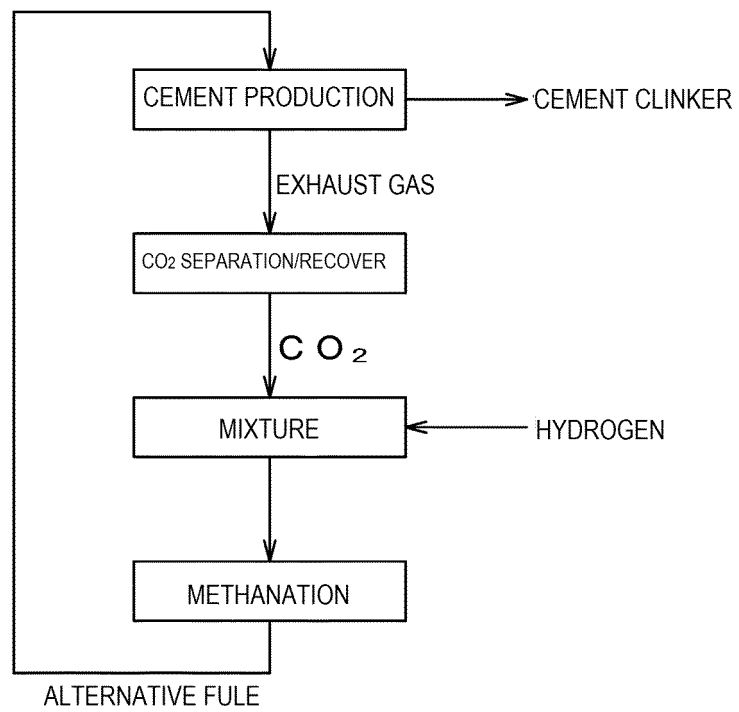 CEMENT PRODUCTION
CEMENT CLINKER
EXHAUST GAS
CO2 SEPARATION/RECOVER
CO2
MIXTURE
HYDROGEN
METHANATION
ALTERNATIVE FULE